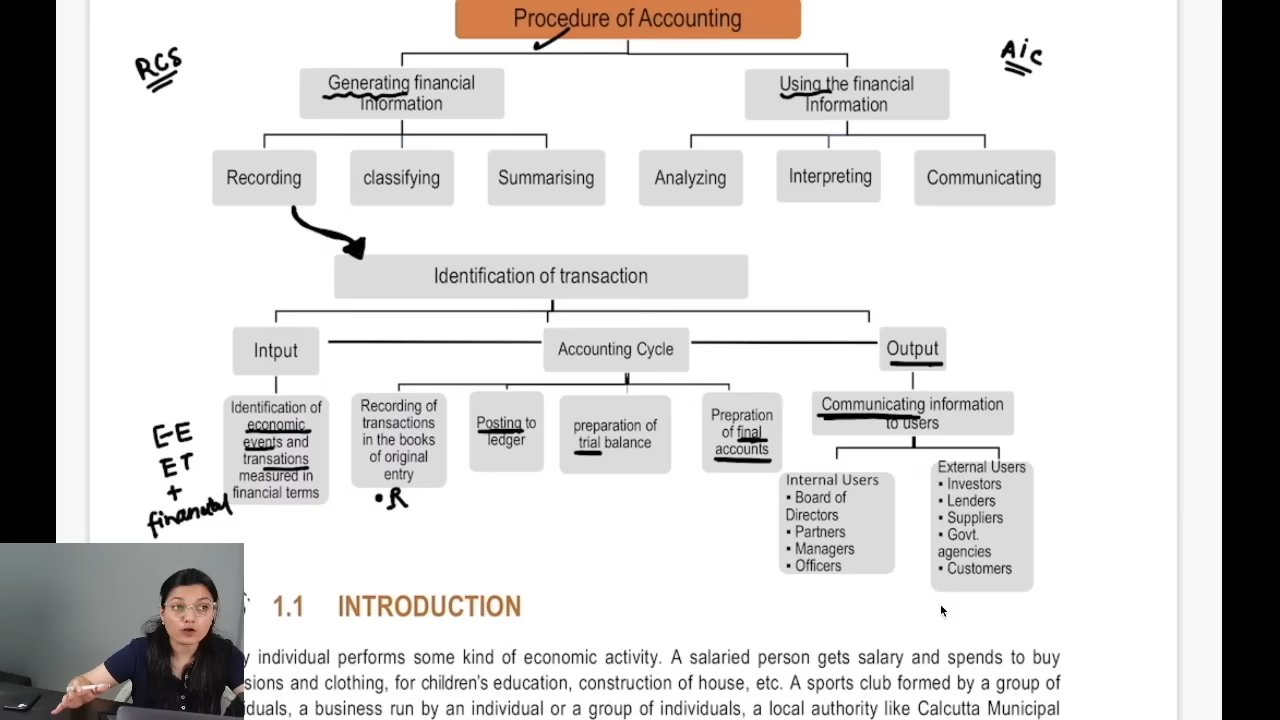 Procedure of Accounting
RCS
AiC
Generating financial
Information
Using the financial
Information
Recording
classifying
Summarising
Analyzing
Interpreting
Communicating
Identification of transaction
Intput
Accounting Cycle
Output
Identification of
economic
events and
transations
measured in
financial terms
Recording of
transactions
in the books
of original
entry
Posting to
ledger
preparation of
trial balance
Prepration
of final
accounts
Communicating information
to users
E-E
ET
+
financial
• R
Internal Users
▪ Board of
Directors
▪ Partners
▪ Managers
▪ Officers
External Users
▪ Investors
▪ Lenders
▪ Suppliers
▪ Govt.
agencies
▪ Customers
1.1 INTRODUCTION
y individual performs some kind of economic activity. A salaried person gets salary and spends to buy
sions and clothing, for children's education, construction of house, etc. A sports club formed by a group of
duals, a business run by an individual or a group of individuals, a local authority like Calcutta Municipal